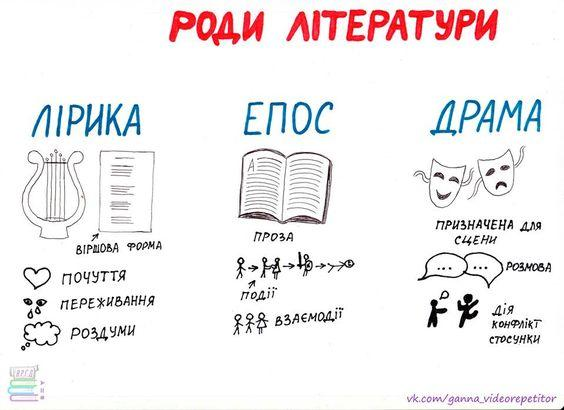 РОДИ ЛІТЕРАТУРИ
ЛІРИКА
ВІРШОВА ФОРМА
ПОЧУТТЯ
ПЕРЕЖИВАННЯ
РОЗДУМИ
ЕПОС
А
ПРОЗА
ПОДІЇ
ВЗАЄМОДІЇ
ДРАМА
ПРИЗНАЧЕНА ДЛЯ
СЦЕНИ
... ...
РОЗМОВА
ДІЯ
КОНФЛІКТ
СТОСУНКИ
vk.com/ganna_videorepetitor